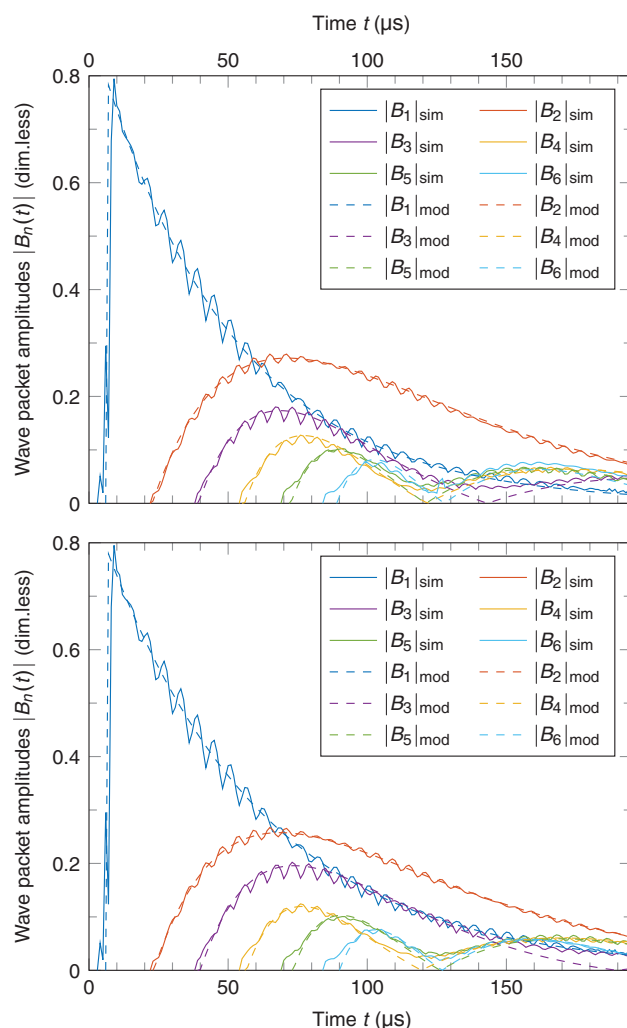 Time t (µs)
0 50 100 150
0.8
0.6
0.4
0.2
0
Wave packet amplitudes |Bn(t)| (dim.less)
|B1|sim |B2|sim
|B3|sim |B4|sim
|B5|sim |B6|sim
|B1|mod |B2|mod
|B3|mod |B4|mod
|B5|mod |B6|mod
0.8
0.6
0.4
0.2
0
Wave packet amplitudes |Bn(t)| (dim.less)
|B1|sim |B2|sim
|B3|sim |B4|sim
|B5|sim |B6|sim
|B1|mod |B2|mod
|B3|mod |B4|mod
|B5|mod |B6|mod
0 50 100 150
Time t (µs)